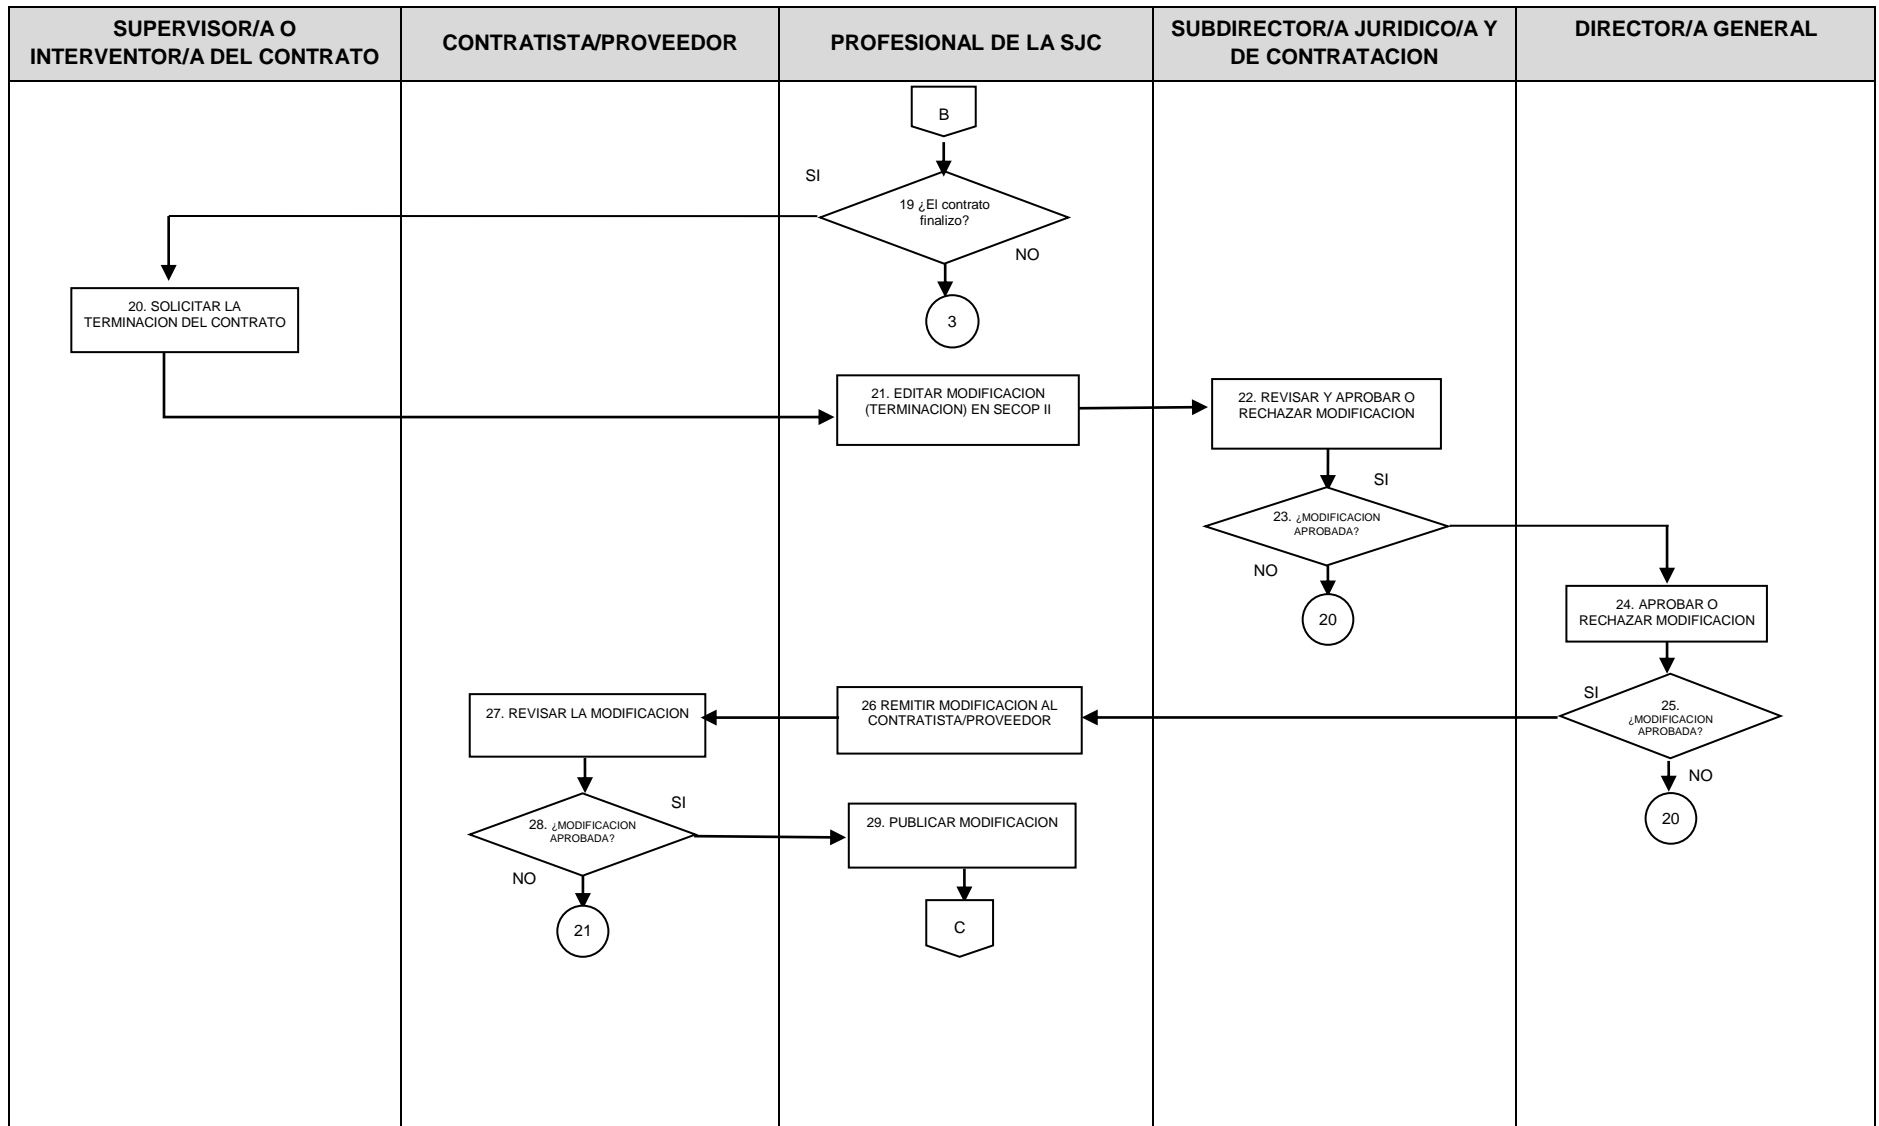 SUPERVISOR/A O
INTERVENTOR/A DEL CONTRATO
CONTRATISTA/PROVEEDOR
PROFESIONAL DE LA SJC
SUBDIRECTOR/A JURIDICO/A Y
DE CONTRATACION
DIRECTOR/A GENERAL
B
SI
19 ¿El contrato
finalizo?
NO
3
20. SOLICITAR LA
TERMINACION DEL CONTRATO
21. EDITAR MODIFICACION
(TERMINACION) EN SECOP II
22. REVISAR Y APROBAR O
RECHAZAR MODIFICACION
SI
23. ¿MODIFICACION
APROBADA?
NO
20
24. APROBAR O
RECHAZAR MODIFICACION
SI
25.
¿MODIFICACION
APROBADA?
NO
20
26 REMITIR MODIFICACION AL
CONTRATISTA/PROVEEDOR
27. REVISAR LA MODIFICACION
SI
28. ¿MODIFICACION
APROBADA?
NO
21
29. PUBLICAR MODIFICACION
C